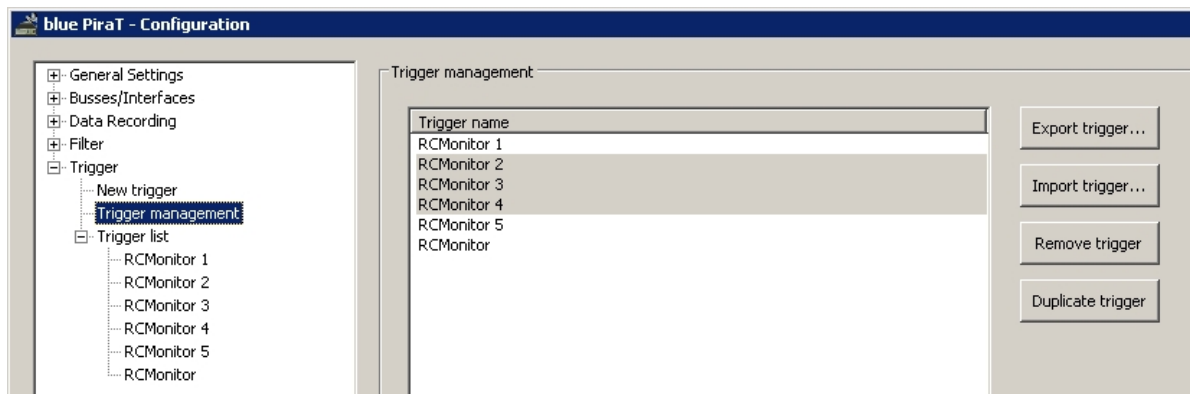 blue PiraT - Configuration
General Settings
Busses/Interfaces
Data Recording
Filter
Trigger
New trigger
Trigger management
Trigger list
RCMonitor 1
RCMonitor 2
RCMonitor 3
RCMonitor 4
RCMonitor 5
RCMonitor
Trigger management
Trigger name
RCMonitor 1
RCMonitor 2
RCMonitor 3
RCMonitor 4
RCMonitor 5
RCMonitor
Export trigger...
Import trigger...
Remove trigger
Duplicate trigger